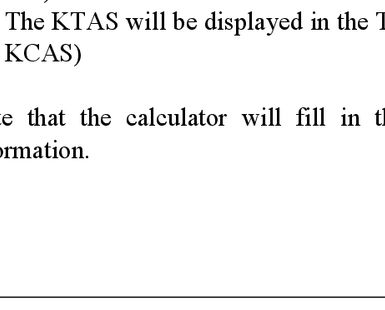 The KTAS will be displayed in the T
KCAS)
te that the calculator will fill in th
ormation.